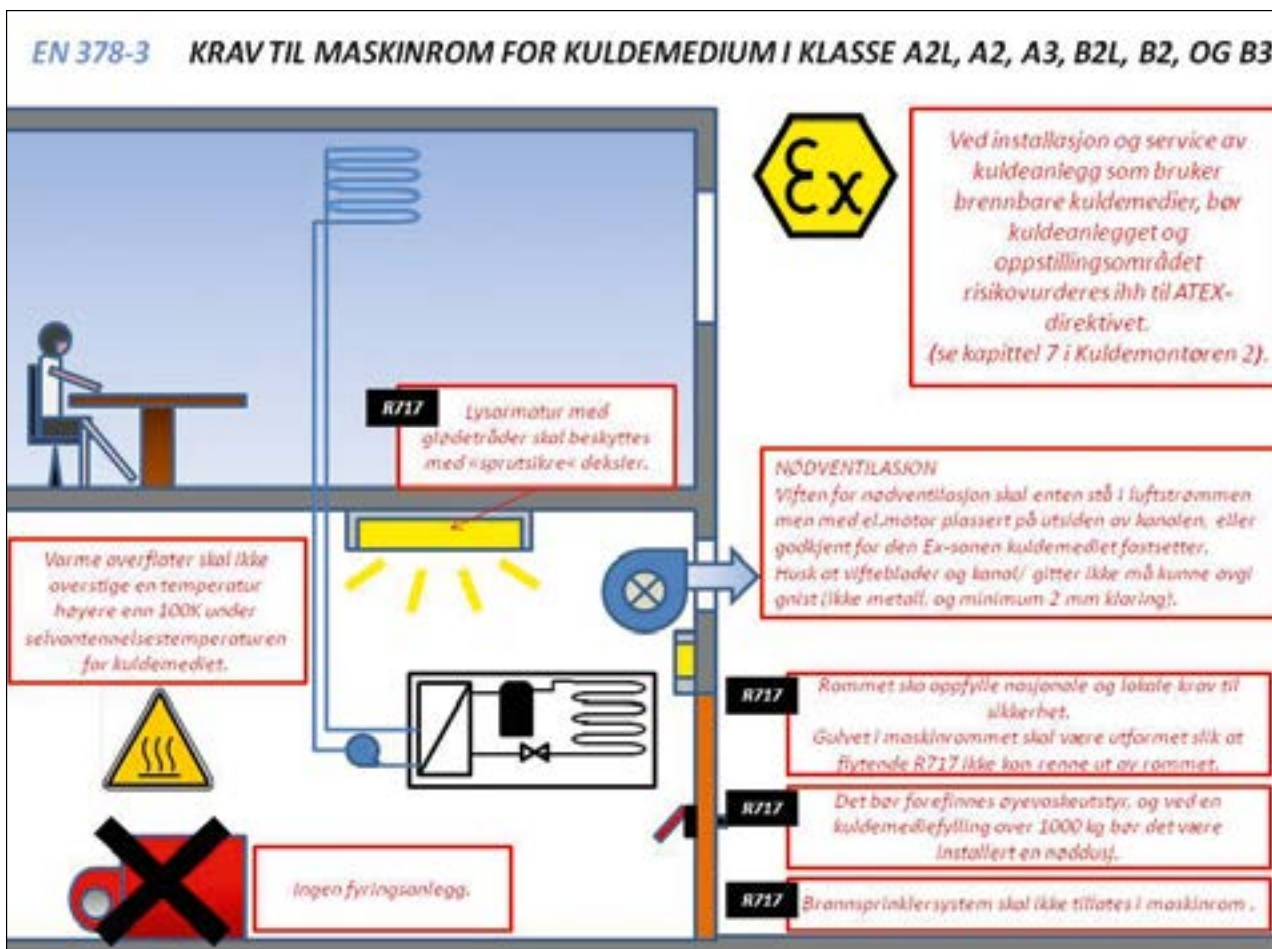 EN 378-3 KRAV TIL MASKINROM FOR KULDEMEDIUM I KLASSE A2L, A2, A3, B2L, B2, OG B3
Ex
Ved installasjon og service av
kuldeanlegg som bruker
brennbare kuldemedier, bør
kuldeanlegget og
oppstillingsområdet
risikovurderes ihh til ATEX-
direktivet.
(se kapittel 7 i Kuldemontøren 2).
R717
Lysarmatur med
glødetråder skal beskyttes
med «sprutsikre« deksler.
NØDVENTILASJON
Viften for nødventilasjon skal enten stå i luftstrømmen
men med el.motor plassert på utsiden av kanalen, eller
godkjent for den Ex-sonen kuldemediet fastsetter.
Husk at vifteblader og kanal/ gitter ikke må kunne avgi
gnist (ikke metall, og minimum 2 mm klaring).
Varme overflater skal ikke
overstige en temperatur
høyere enn 100K under
selvantennelsestemperaturen
for kuldemediet.
R717
Rommet ska oppfylle nasjonale og lokale krav til
sikkerhet.
Gulvet i maskinrommet skal være utformet slik at
flytende R717 ikke kan renne ut av rommet.
R717
Det bør forefinnes øyevaskeutstyr, og ved en
kuldemediefylling over 1000 kg bør det være
installert en nøddusj.
Ingen fyringsanlegg.
R717
Brannsprinklersystem skal ikke tillates i maskinrom .